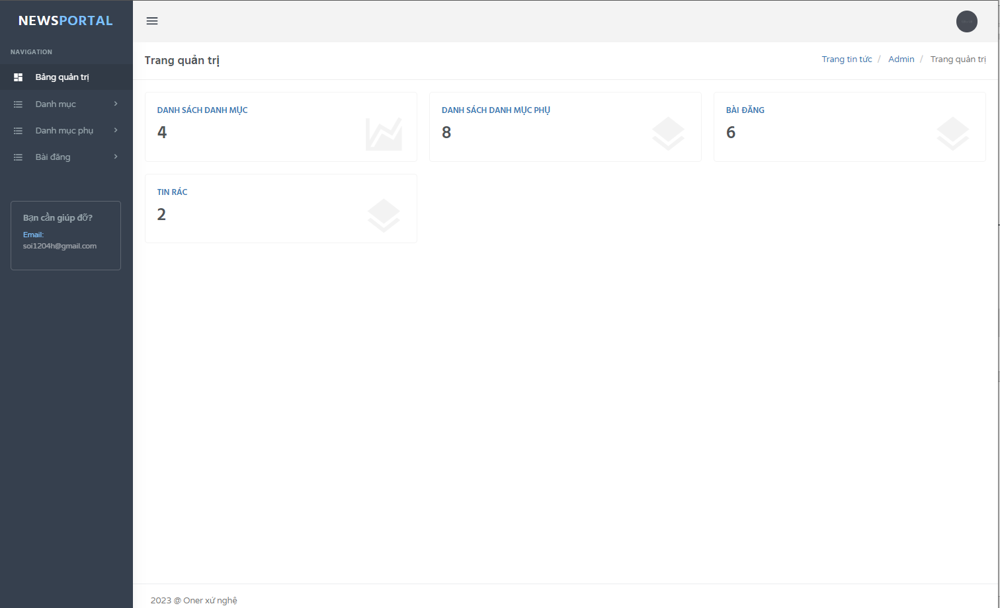 NEWSPORTAL
NAVIGATION
Bảng quản trị
Danh mục
Danh mục phụ
Bài đăng
Bạn cần giúp đỡ?
Email:
soi1204h@gmail.com
Trang quản trị
Trang tin tức / Admin / Trang quản trị
DANH SÁCH DANH MỤC
4
DANH SÁCH DANH MỤC PHỤ
8
BÀI ĐĂNG
6
TIN RÁC
2
2023 @ Oner xứ nghệ